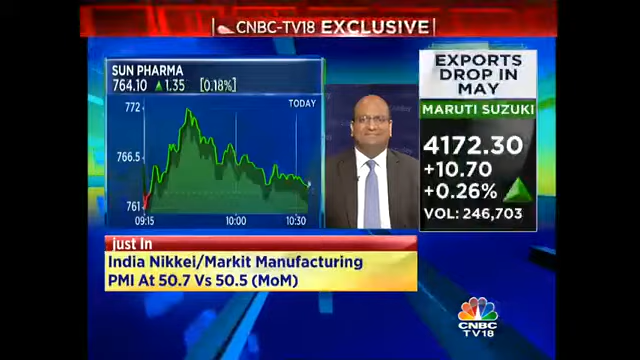 CNBC-TV18 EXCLUSIVE
SUN PHARMA
764.10 ▲ 1.35 [0.18%]
TODAY
772
766.5
761
09:15 10:00 10:30
EXPORTS
DROP IN
MAY
MARUTI SUZUKI
4172.30
+10.70
+0.26%
VOL: 246,703
just In
India Nikkei/Markit Manufacturing
PMI At 50.7 Vs 50.5 (MoM)
CNBC
TV18